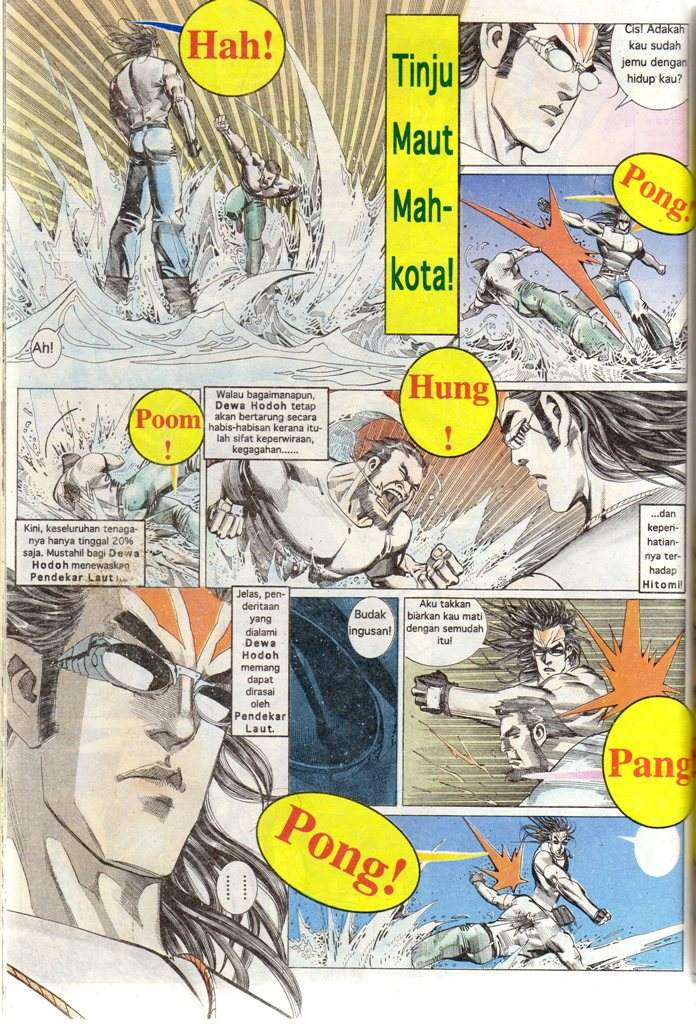 Hah!
Tinju
Maut
Mah-
kota!
Cis! Adakah
kau sudah
jemu dengan
hidup kau?
Pong!
Ah!
Poom
!
Kini, keseluruhan tenaga-
nya hanya tinggal 20%
saja. Mustahil bagi Dewa
Hodoh menewaskan
Pendekar Laut!...
Walau bagaimanapun,
Dewa Hodoh tetap
akan bertarung secara
habis-habisan kerana itu-
lah sifat keperwiraan,
kegagahan......
Hung
!
...dan
keperi-
hatian-
nya ter-
hadap
Hitomi!
Jelas, pen-
deritaan
yang
dialami
Dewa
Hodoh
memang
dapat
dirasai
oleh
Pendekar
Laut.
Budak
ingusan!
Aku takkan
biarkan kau mati
dengan semudah
itu!
Pang!
......
Pong!